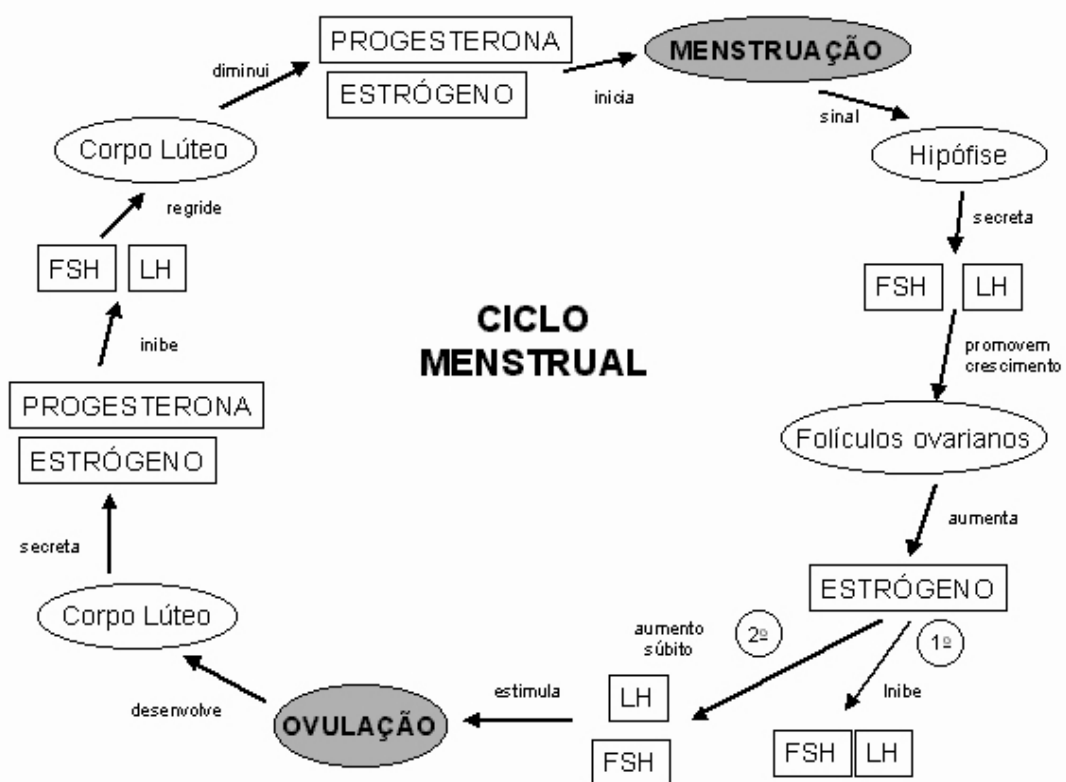 PROGESTERONA
ESTRÓGENO
inicia
MENSTRUAÇÃO
sinal
Hipófise
secreta
FSH
LH
promovem
crescimento
Folículos ovarianos
aumenta
ESTRÓGENO
1º
Inibe
FSH
LH
2º
aumento
súbito
LH
FSH
estimula
OVULAÇÃO
desenvolve
Corpo Lúteo
secreta
PROGESTERONA
ESTRÓGENO
inibe
FSH
LH
regride
Corpo Lúteo
diminui
CICLO
MENSTRUAL